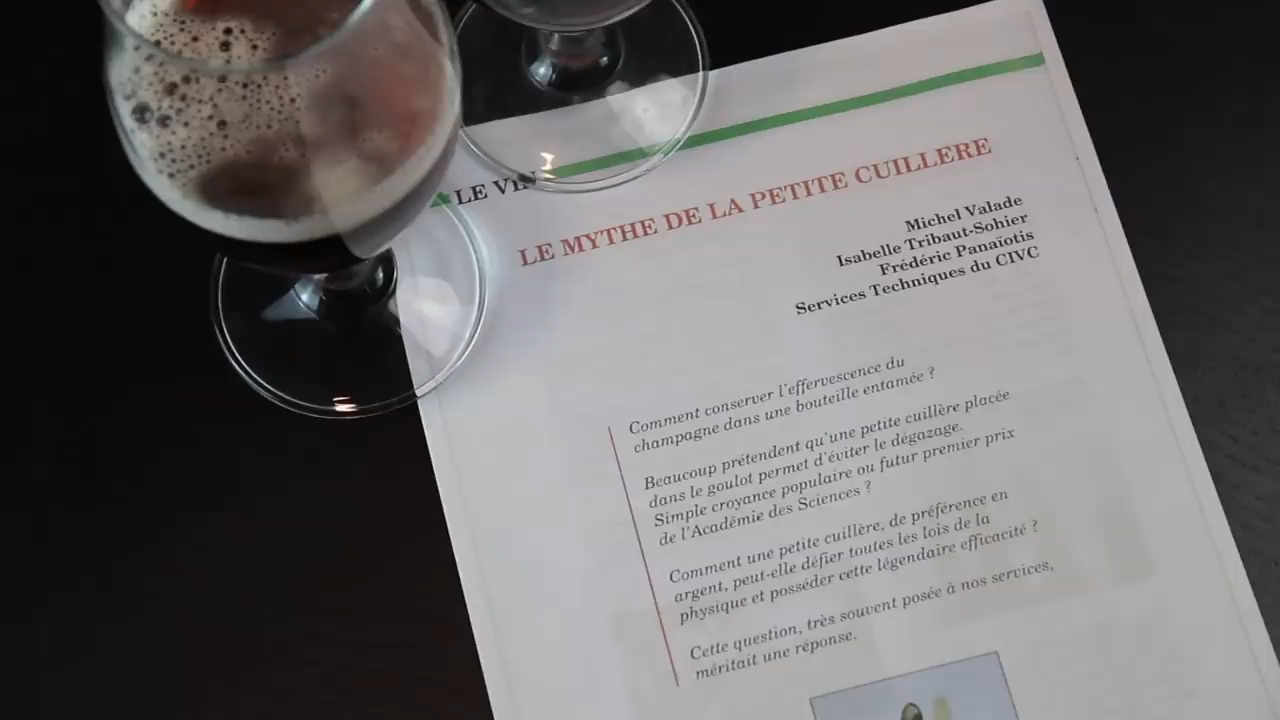 LE VIN
LE MYTHE DE LA PETITE CUILLERE
Michel Valade
Isabelle Tribaut-Sohier
Frédéric Panaïotis
Services Techniques du CIVC
Comment conserver l'effervescence du
champagne dans une bouteille entamée ?
Beaucoup prétendent qu'une petite cuillère placée
dans le goulot permet d'éviter le dégazage.
Simple croyance populaire ou futur premier prix
de l'Académie des Sciences ?
Comment une petite cuillère, de préférence en
argent, peut-elle défier toutes les lois de la
physique et posséder cette légendaire efficacité ?
Cette question, très souvent posée à nos services,
méritait une réponse.